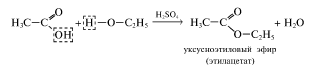 H₃C—C(=O)—OH + H—O—C₂H₅ —H₂SO₄→ H₃C—C(=O)—O—C₂H₅ + H₂O
уксусноэтиловый эфир
(этилацетат)